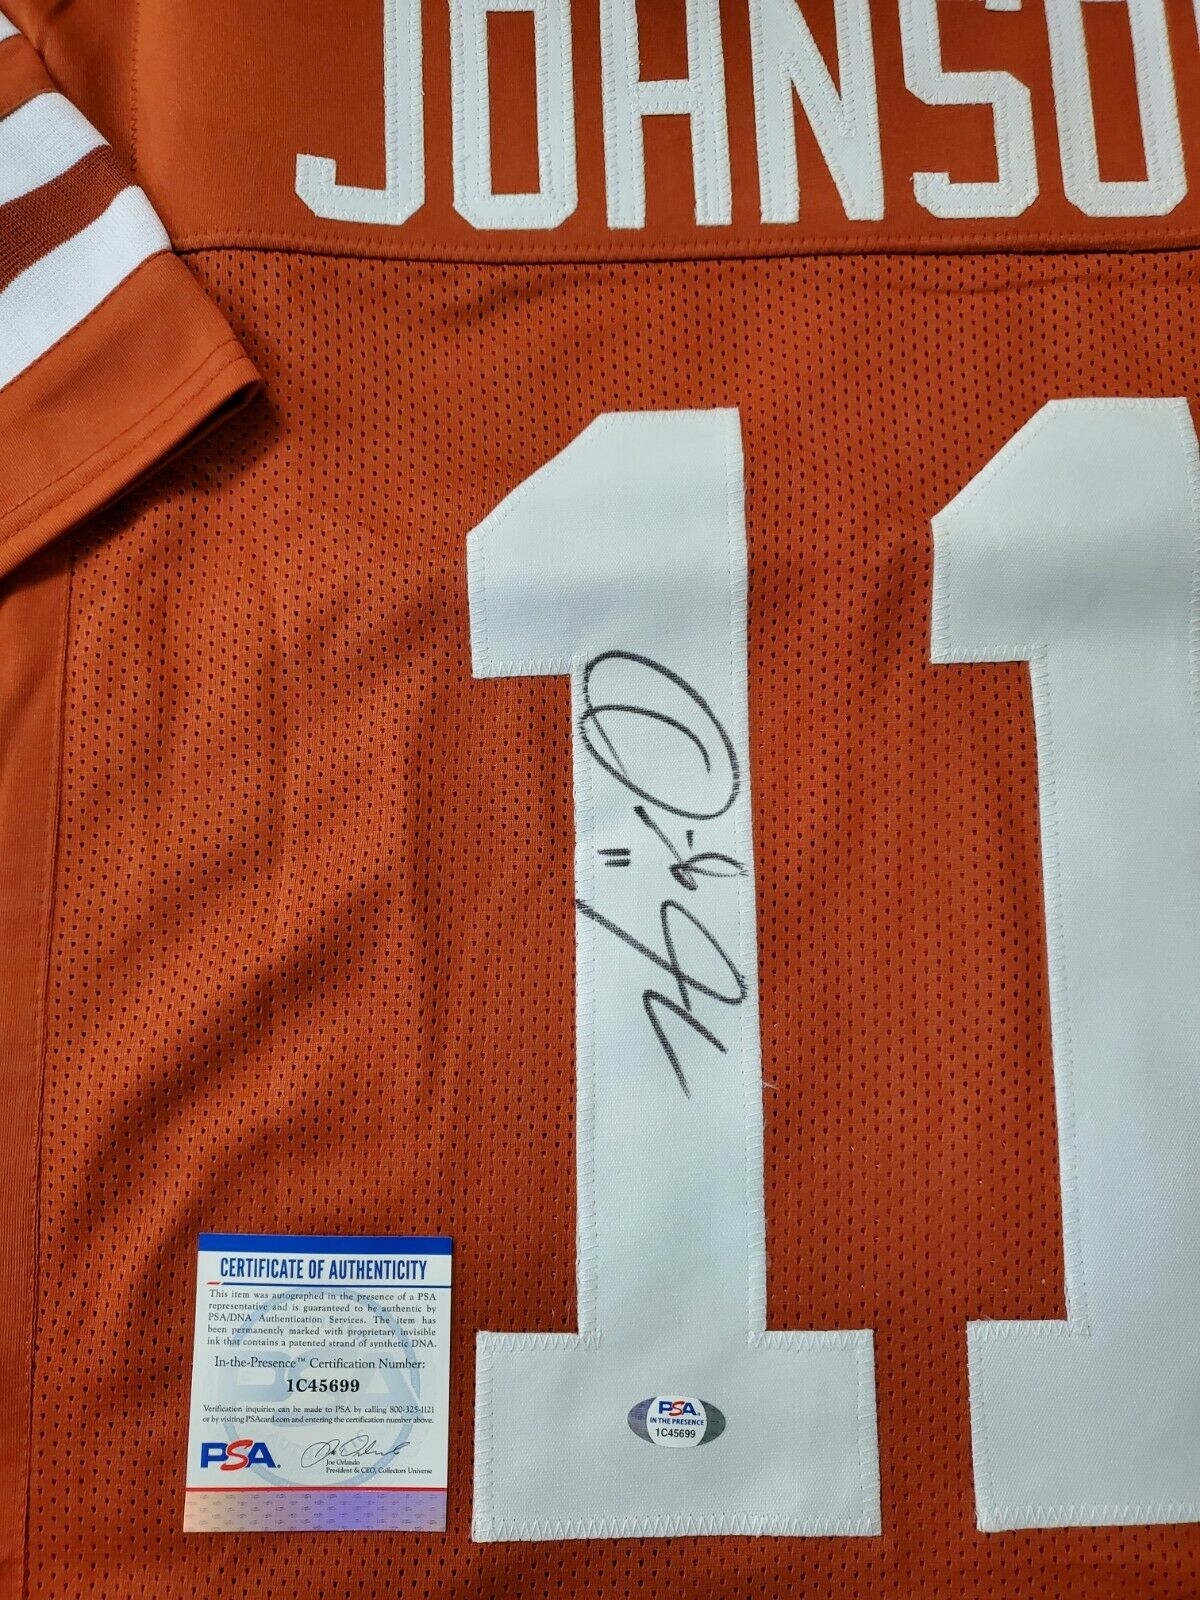 JOHNSO
11
"
CERTIFICATE OF AUTHENTICITY
This item was autographed in the presence of a PSA
representative and is guaranteed to be authentic by
PSA/DNA Authentication Services. The item has
been permanently marked with proprietary invisible
ink that contains a patented strand of synthetic DNA.
In-the-Presence™ Certification Number:
1C45699
Verification inquiries can be made to PSA by calling 800-325-1121
or by visiting PSAcard.com and entering the certification number above.
PSA.
Joe Orlando
President & CEO, Collectors Universe
PSA.
IN THE PRESENCE
1C45699